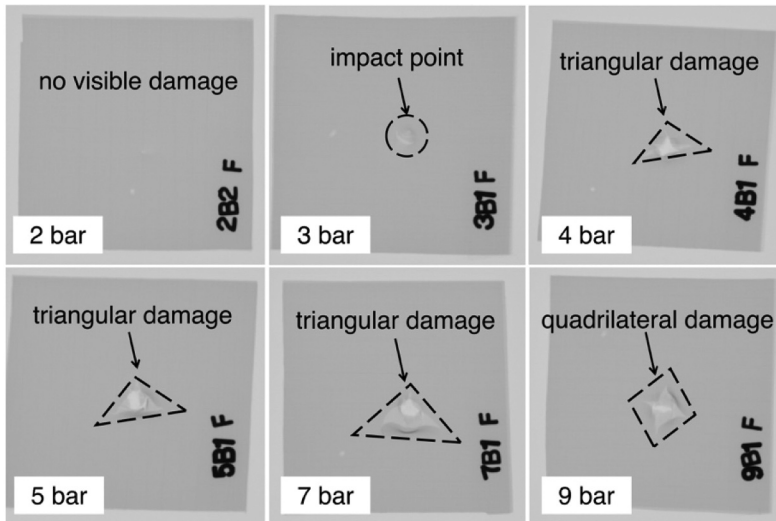 no visible damage
2B2 F
2 bar
impact point
3B1 F
3 bar
triangular damage
4B1 F
4 bar
triangular damage
5B1 F
5 bar
triangular damage
7B1 F
7 bar
quadrilateral damage
9B1 F
9 bar